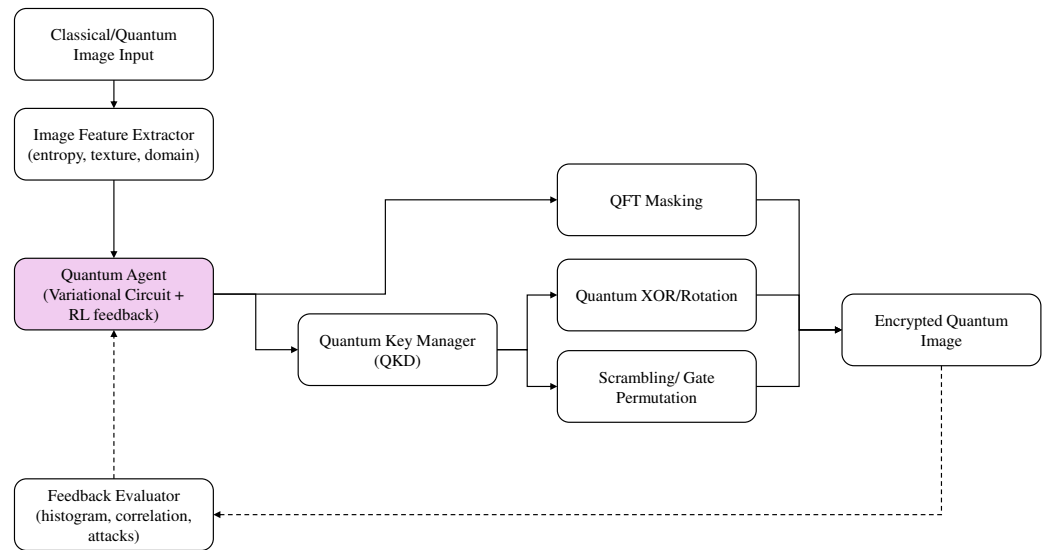 Classical/Quantum
Image Input
Image Feature Extractor
(entropy, texture, domain)
QFT Masking
Quantum Agent
(Variational Circuit +
RL feedback)
Quantum XOR/Rotation
Quantum Key Manager
(QKD)
Encrypted Quantum
Image
Scrambling/ Gate
Permutation
Feedback Evaluator
(histogram, correlation,
attacks)